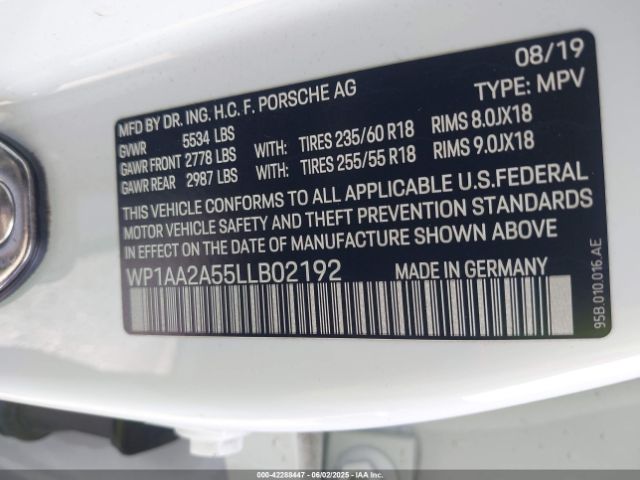 08/19
MFD BY DR. ING. H.C. F. PORSCHE AG TYPE: MPV
GVWR 5534 LBS
GAWR FRONT 2778 LBS WITH: TIRES 235/60 R18 RIMS 8.0JX18
GAWR REAR 2987 LBS WITH: TIRES 255/55 R18 RIMS 9.0JX18
THIS VEHICLE CONFORMS TO ALL APPLICABLE U.S. FEDERAL
MOTOR VEHICLE SAFETY AND THEFT PREVENTION STANDARDS
IN EFFECT ON THE DATE OF MANUFACTURE SHOWN ABOVE
WP1AA2A55LLB02192 MADE IN GERMANY
95B.010.016.AE
000-42288447 - 06/02/2025 - IAAI.COM